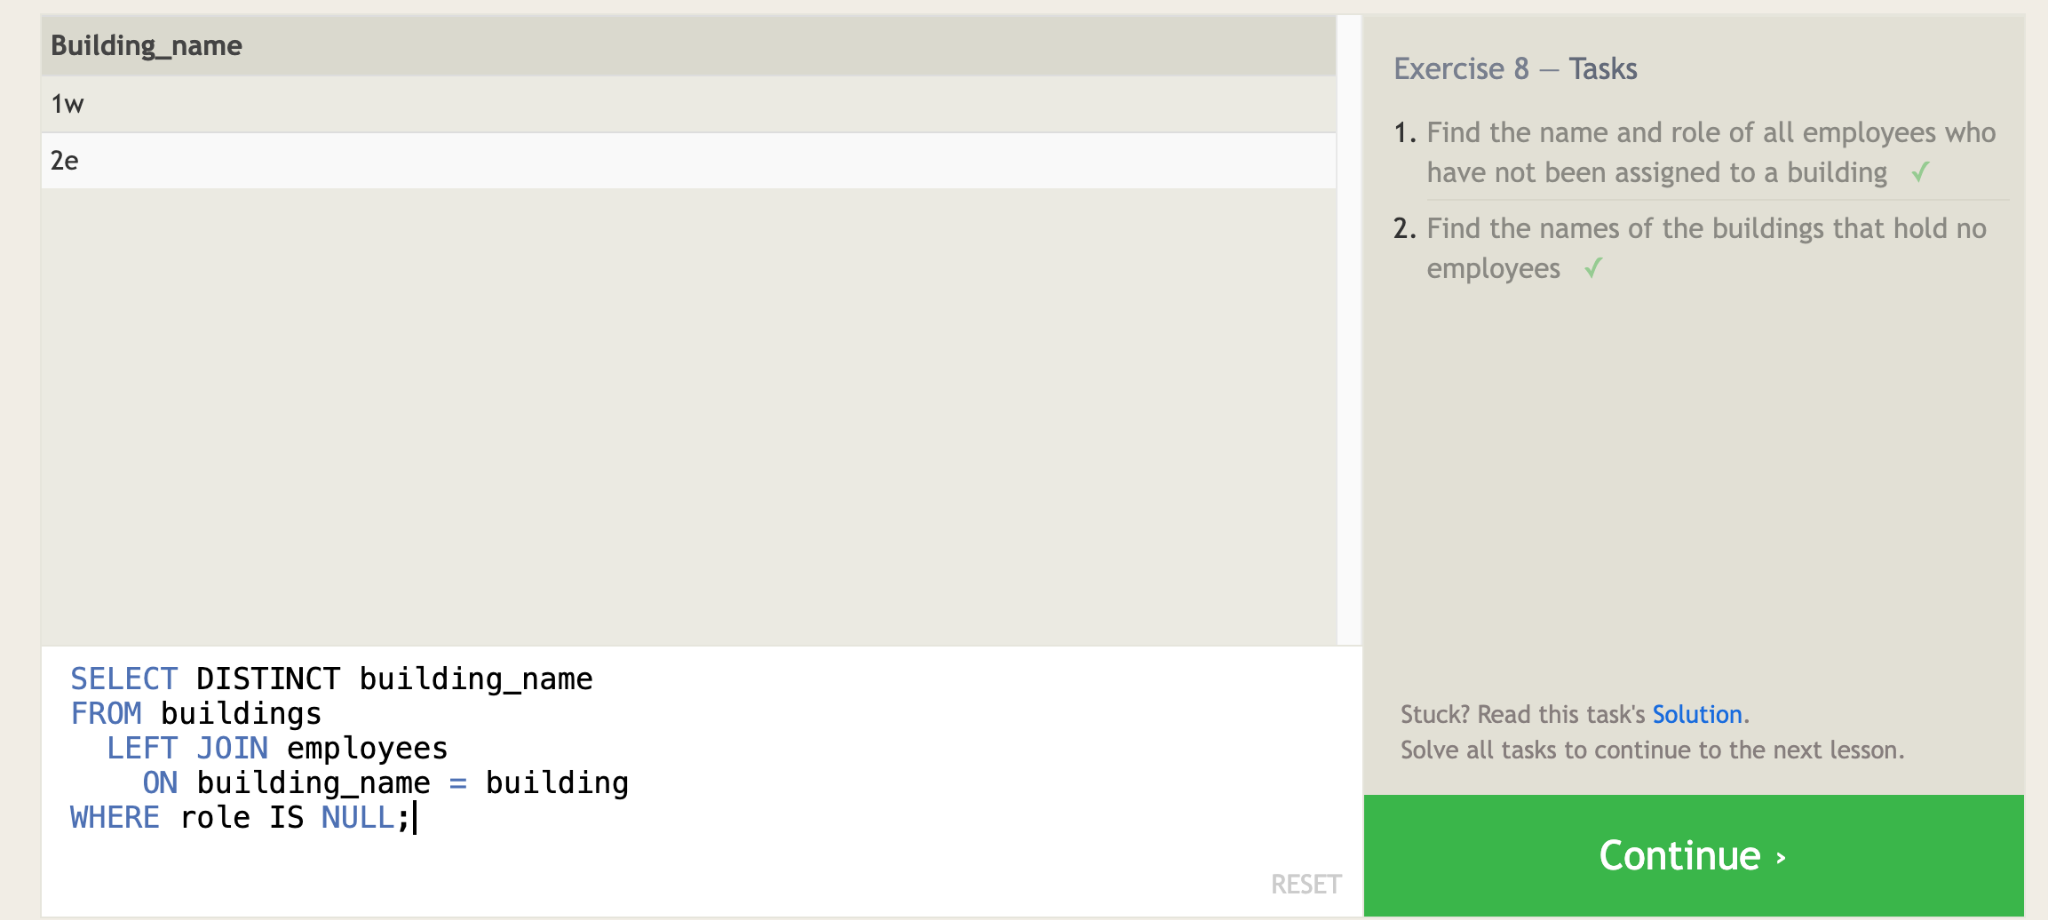 Building_name
1w
2e
SELECT DISTINCT building_name
FROM buildings
LEFT JOIN employees
ON building_name = building
WHERE role IS NULL;
RESET
Exercise 8 — Tasks
1. Find the name and role of all employees who
have not been assigned to a building ✓
2. Find the names of the buildings that hold no
employees ✓
Stuck? Read this task's Solution.
Solve all tasks to continue to the next lesson.
Continue ›